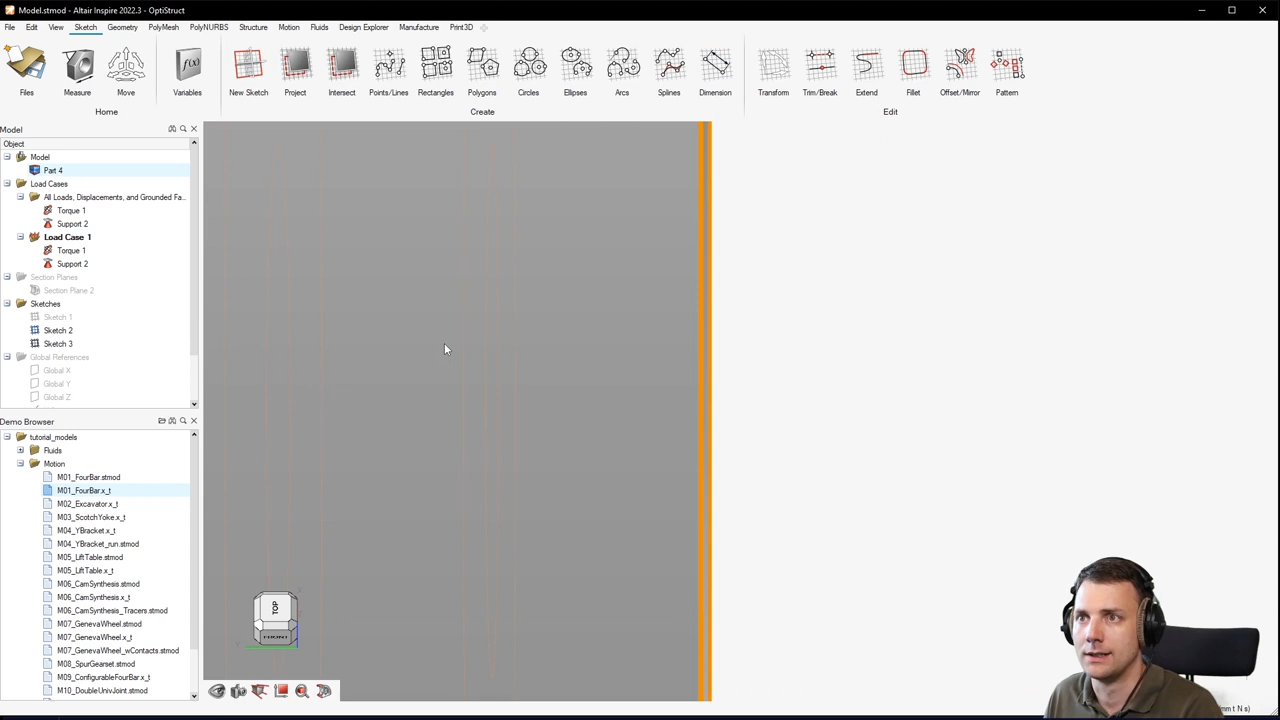 Model.stmod - Altair Inspire 2022.3 - OptiStruct
File Edit View Sketch Geometry PolyMesh PolyNURBS Structure Motion Fluids Design Explorer Manufacture Print3D
f(x)
Files Measure Move Variables New Sketch Project Intersect Points/Lines Rectangles Polygons Circles Ellipses Arcs Splines Dimension Transform Trim/Break Extend Fillet Offset/Mirror Pattern
Home Create Edit
Model
Object
Model
Part 4
Load Cases
All Loads, Displacements, and Grounded Fa...
Torque 1
Support 2
Load Case 1
Torque 1
Support 2
Section Planes
Section Plane 2
Sketches
Sketch 1
Sketch 2
Sketch 3
Global References
Global X
Global Y
Global Z
Demo Browser
tutorial_models
Fluids
Motion
M01_FourBar.stmod
M01_FourBar.x_t
M02_Excavator.x_t
M03_ScotchYoke.x_t
M04_YBracket.x_t
M04_YBracket_run.stmod
M05_LiftTable.stmod
M05_LiftTable.x_t
M06_CamSynthesis.stmod
M06_CamSynthesis.x_t
M06_CamSynthesis_Tracers.stmod
M07_GenevaWheel.stmod
M07_GenevaWheel.x_t
M07_GenevaWheel_wContacts.x_t
M08_SpurGearset.stmod
M09_ConfigurableFourBar.x_t
M10_DoubleUnivJoint.stmod
TOP
FRONT